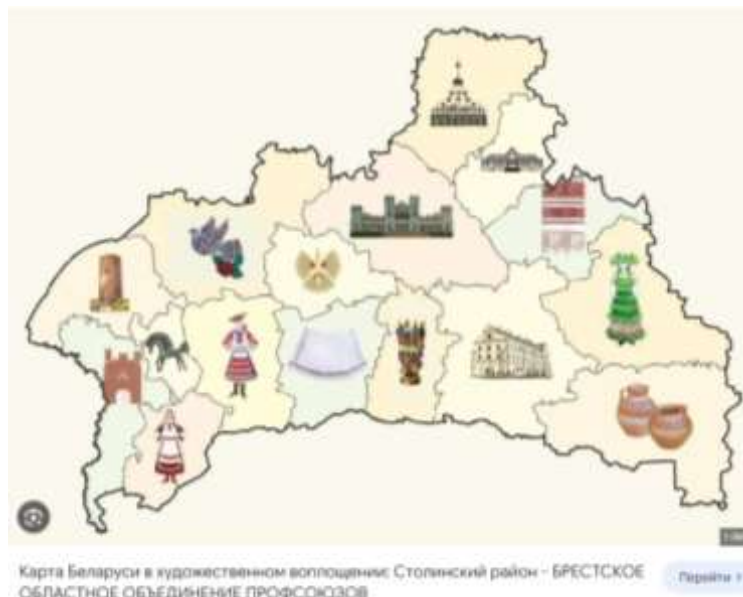 Карта Беларуси в художественном воплощении: Столинский район - БРЕСТСКОЕ
ОБЛАСТНОЕ ОБЪЕДИНЕНИЕ ПРОФСОЮЗОВ
Перейти